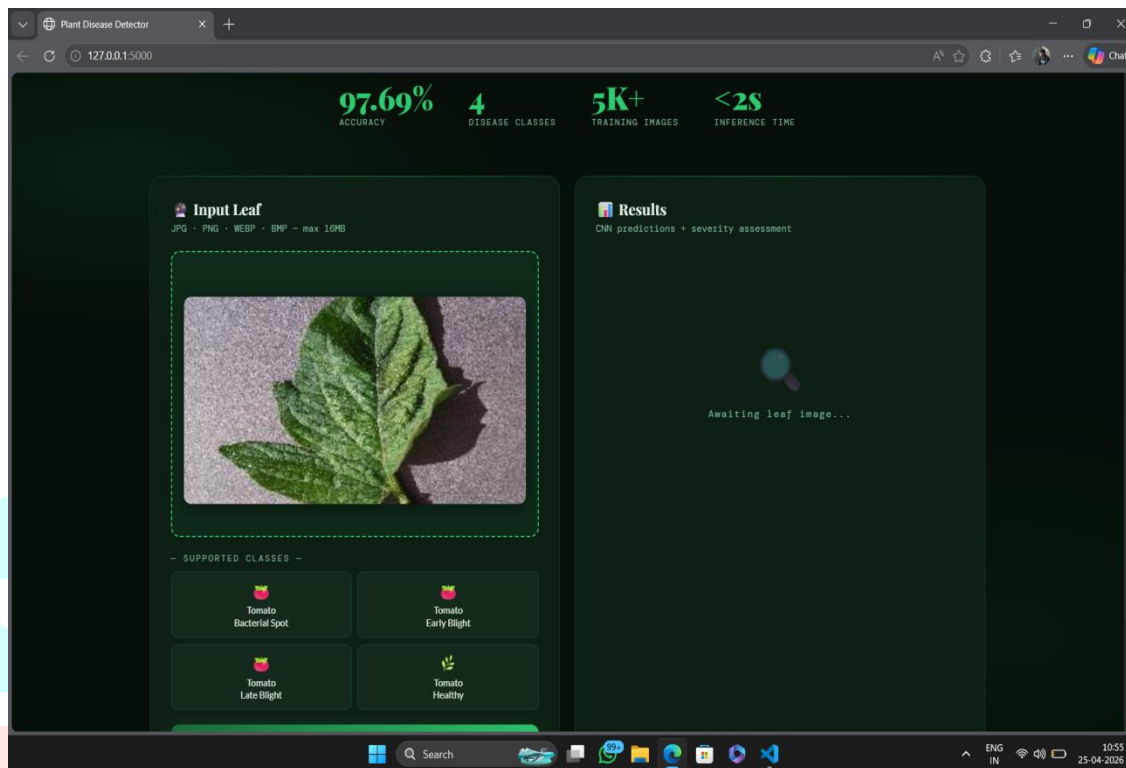 Plant Disease Detector
127.0.0.1:5000
Chat
97.69%
ACCURACY
4
DISEASE CLASSES
5K+
TRAINING IMAGES
<2s
INFERENCE TIME
Input Leaf
JPG · PNG · WEBP · BMP — max 16MB
Results
CNN predictions + severity assessment
Awaiting leaf image...
— SUPPORTED CLASSES —
Tomato
Bacterial Spot
Tomato
Early Blight
Tomato
Late Blight
Tomato
Healthy
Search
99+
ENG
IN
10:55
25-04-2026